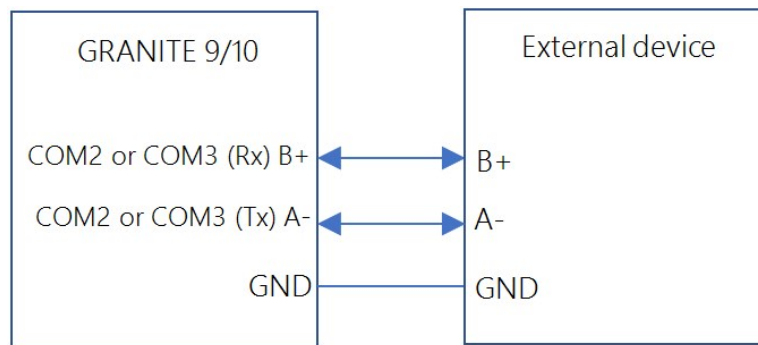 GRANITE 9/10
External device
COM2 or COM3 (Rx) B+
B+
COM2 or COM3 (Tx) A-
A-
GND
GND